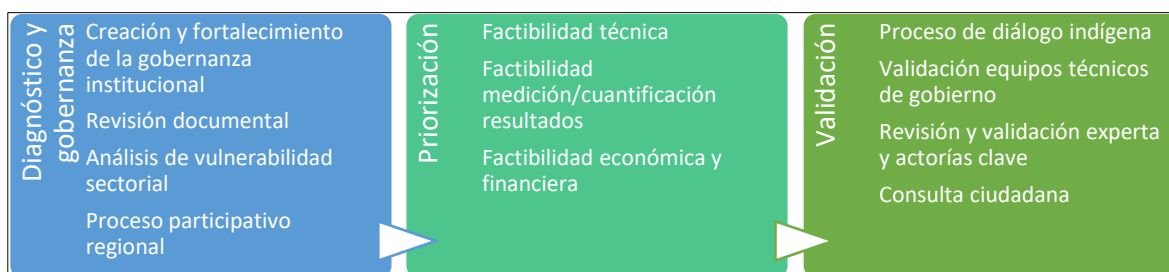 Diagnóstico y
gobernanza
Creación y fortalecimiento
de la gobernanza
institucional
Revisión documental
Análisis de vulnerabilidad
sectorial
Proceso participativo
regional
Priorización
Factibilidad técnica
Factibilidad
medición/cuantificación
resultados
Factibilidad económica y
financiera
Validación
Proceso de diálogo indígena
Validación equipos técnicos
de gobierno
Revisión y validación experta
y actorías clave
Consulta ciudadana